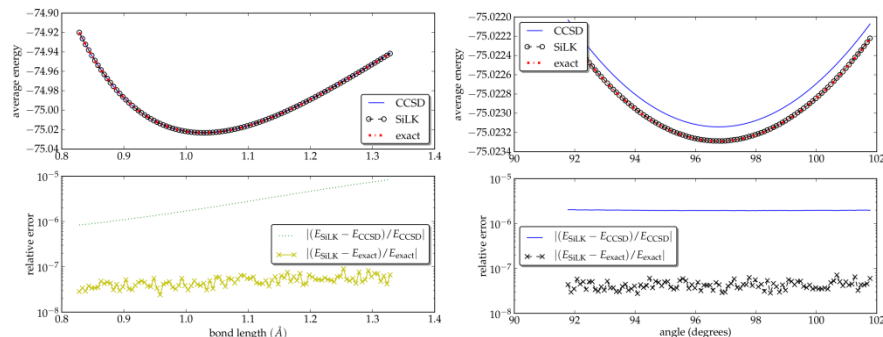 −74.90
−74.92
−74.94
−74.96
−74.98
−75.00
−75.02
−75.04
average energy
CCSD
SiLK
exact
0.8 0.9 1.0 1.1 1.2 1.3 1.4
−75.0220
−75.0222
−75.0224
−75.0226
−75.0228
−75.0230
−75.0232
−75.0234
average energy
CCSD
SiLK
exact
90 92 94 96 98 100 102
10⁻⁵
10⁻⁶
10⁻⁷
10⁻⁸
relative error
|(E_SiLK − E_CCSD)/E_CCSD|
|(E_SiLK − E_exact)/E_exact|
0.8 0.9 1.0 1.1 1.2 1.3 1.4
bond length (Å)
10⁻⁵
10⁻⁶
10⁻⁷
10⁻⁸
relative error
|(E_SiLK − E_CCSD)/E_CCSD|
|(E_SiLK − E_exact)/E_exact|
90 92 94 96 98 100 102
angle (degrees)